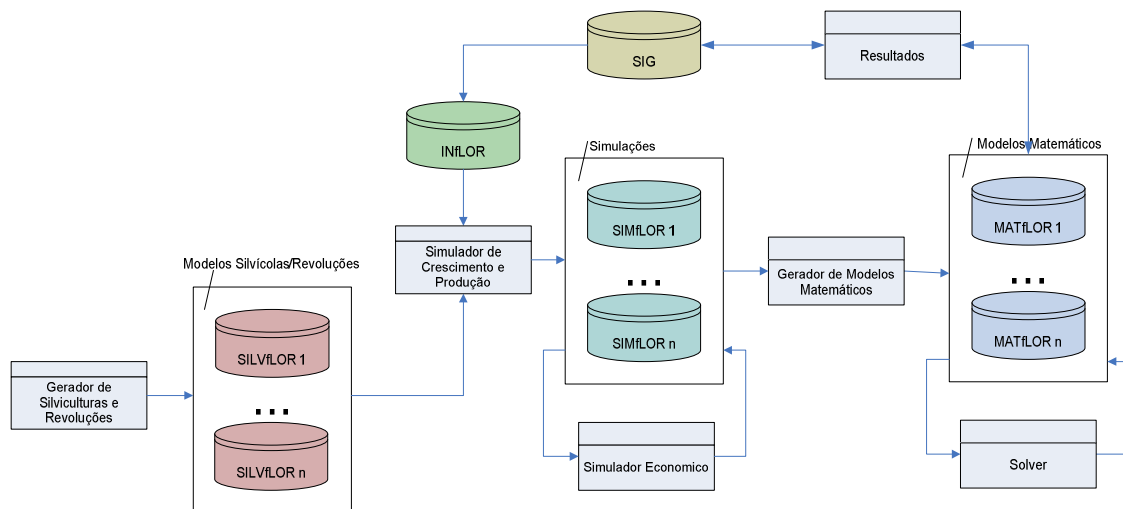 SIG
Resultados
INfLOR
Simulações
Modelos Matemáticos
SIMfLOR 1
MATfLOR 1
Simulador de
Crescimento e
Produção
Modelos Silvícolas/Revoluções
Gerador de Modelos
Matemáticos
...
...
SIMfLOR n
MATfLOR n
SILVfLOR 1
Gerador de
Silviculturas e
Revoluções
...
SILVfLOR n
Simulador Economico
Solver